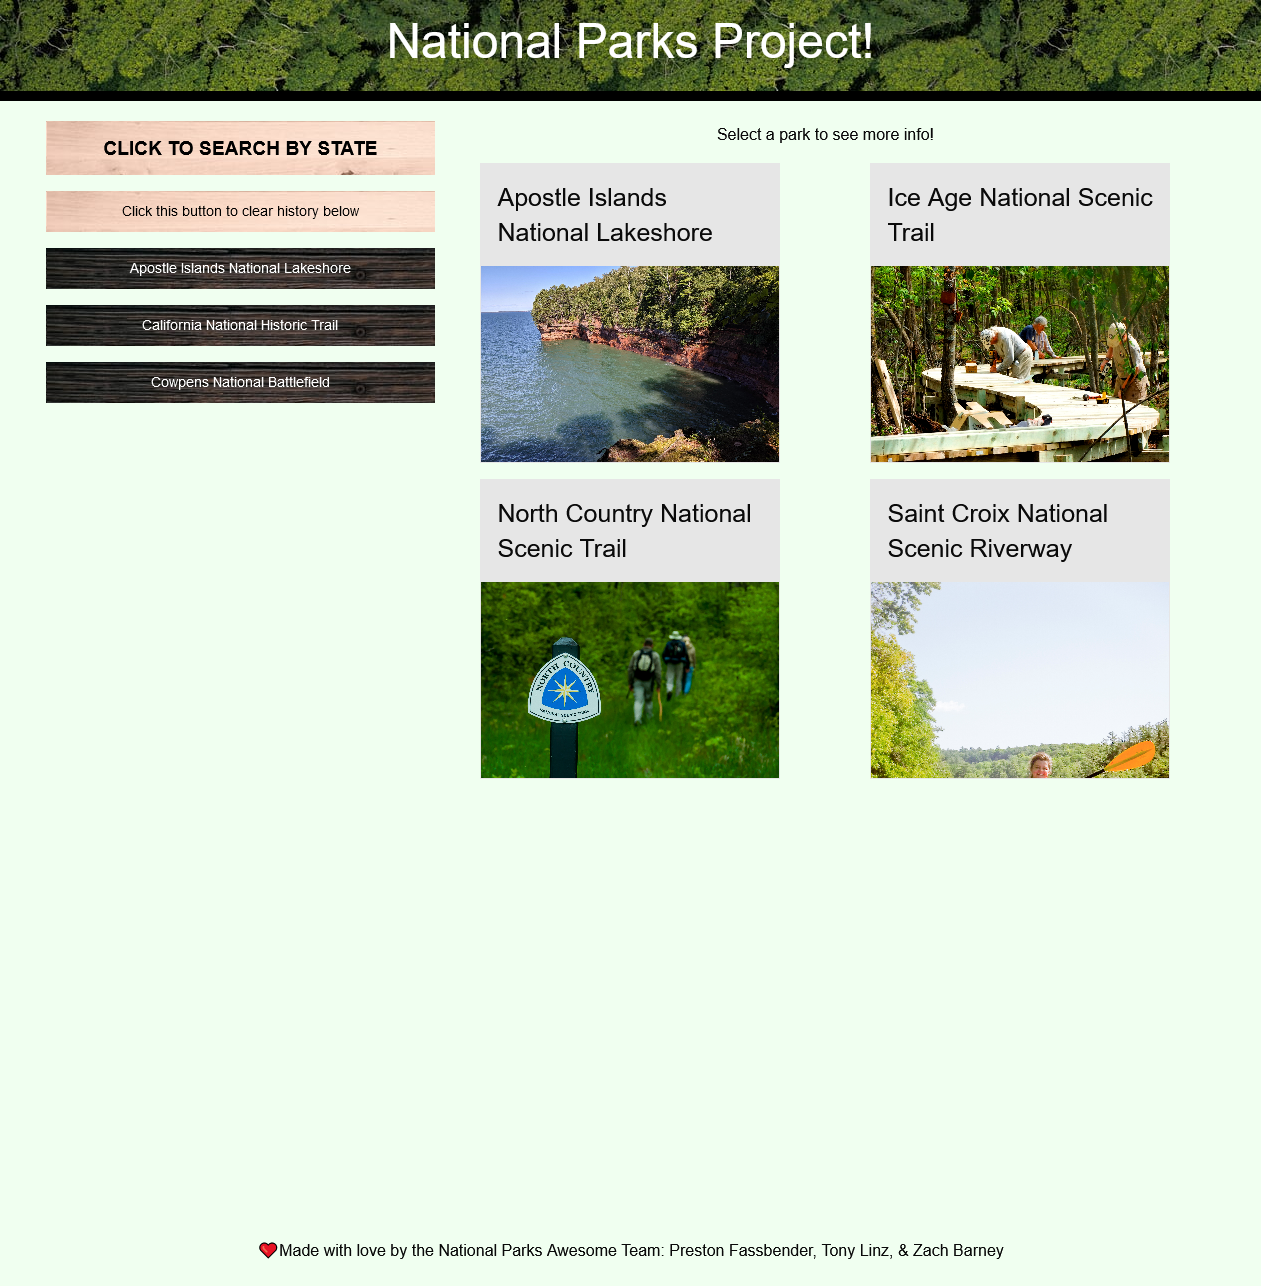 National Parks Project!
CLICK TO SEARCH BY STATE
Click this button to clear history below
Apostle Islands National Lakeshore
California National Historic Trail
Cowpens National Battlefield
Select a park to see more info!
Apostle Islands
National Lakeshore
Ice Age National Scenic
Trail
North Country National
Scenic Trail
NORTH COUNTRY
NATIONAL SCENIC TRAIL
Saint Croix National
Scenic Riverway
Made with love by the National Parks Awesome Team: Preston Fassbender, Tony Linz, & Zach Barney